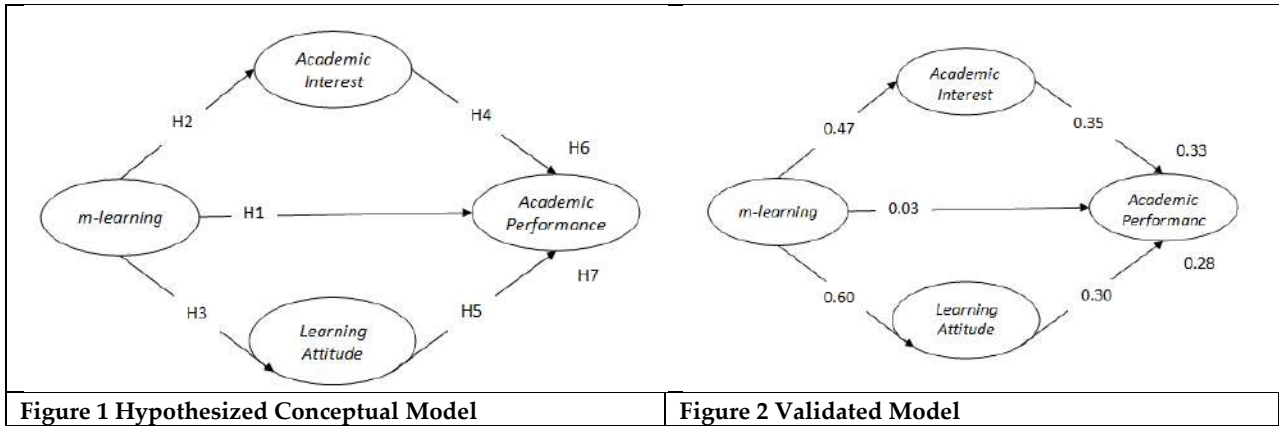 Academic
Interest
H2
H4
H6
m-learning
H1
Academic
Performance
H7
H3
H5
Learning
Attitude
Figure 1 Hypothesized Conceptual Model
Academic
Interest
0.47
0.35
0.33
m-learning
0.03
Academic
Performanc
0.28
0.60
0.30
Learning
Attitude
Figure 2 Validated Model